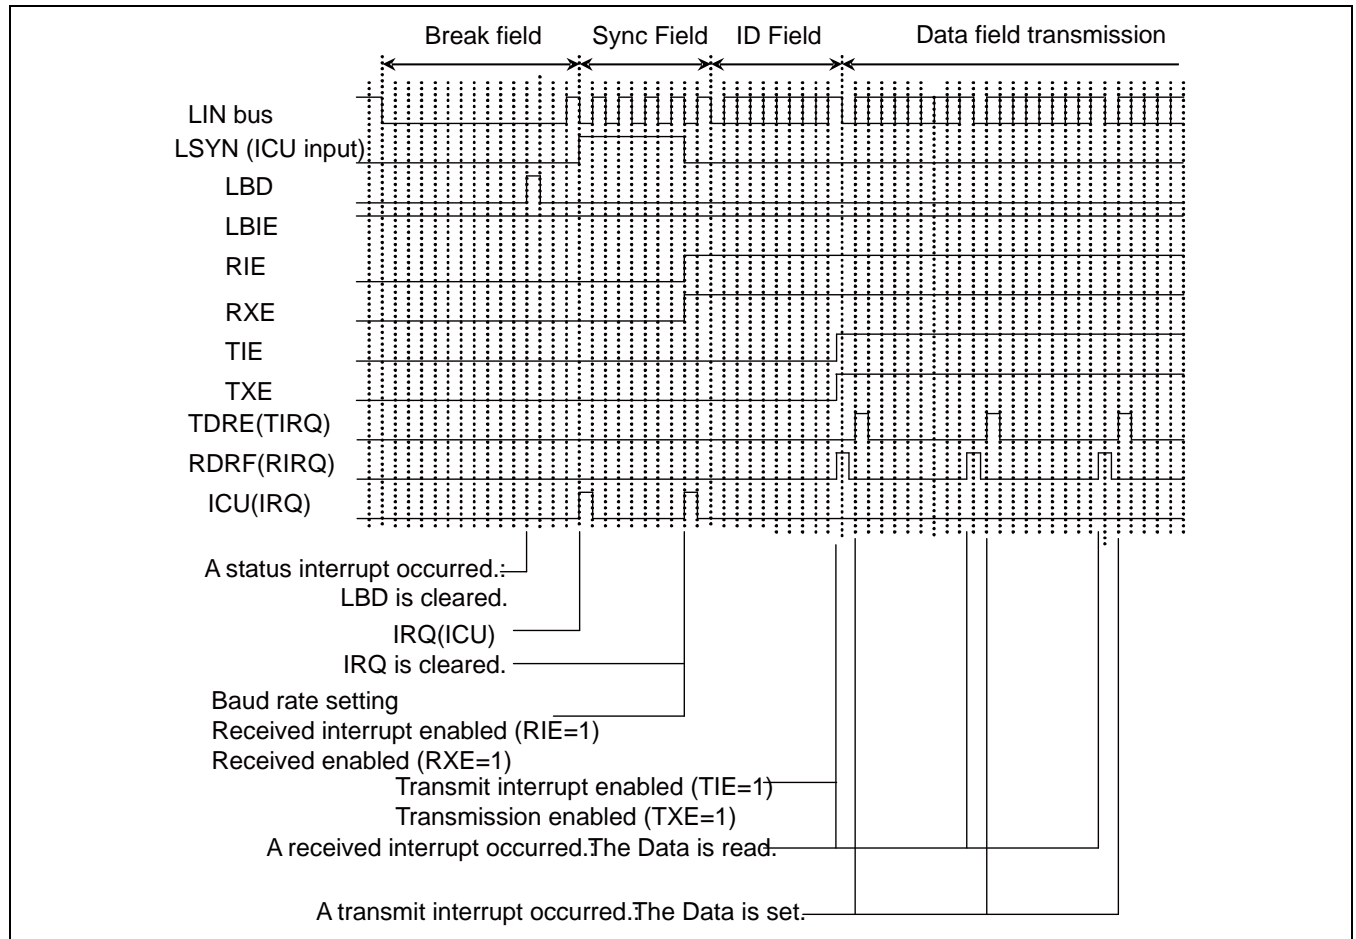 Break field
Sync Field
ID Field
Data field transmission
LIN bus
LSYN (ICU input)
LBD
LBIE
RIE
RXE
TIE
TXE
TDRE(TIRQ)
RDRF(RIRQ)
ICU(IRQ)
A status interrupt occurred.:
LBD is cleared.
IRQ(ICU)
IRQ is cleared.
Baud rate setting
Received interrupt enabled (RIE=1)
Received enabled (RXE=1)
Transmit interrupt enabled (TIE=1)
Transmission enabled (TXE=1)
A received interrupt occurred.:The Data is read.
A transmit interrupt occurred.:The Data is set.